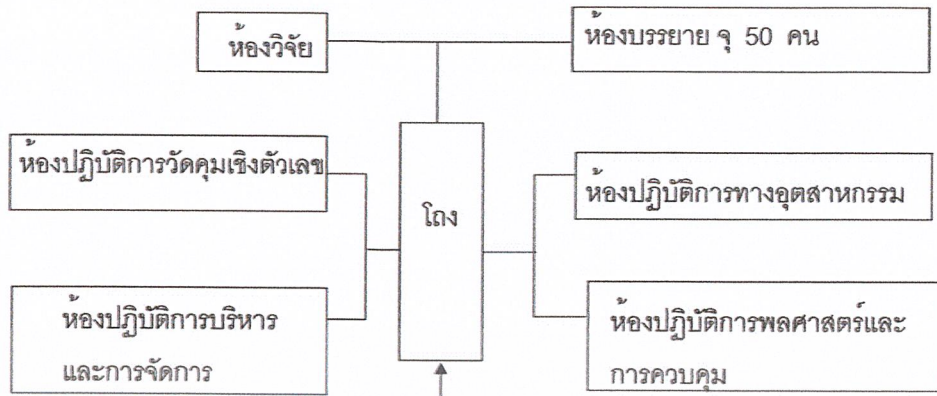 ห้องวิจัย
ห้องบรรยาย จุ 50 คน
ห้องปฏิบัติการวัดคุมเชิงตัวเลข
ห้องปฏิบัติการทางอุตสาหกรรม
โถง
ห้องปฏิบัติการบริหาร
และการจัดการ
ห้องปฏิบัติการพลศาสตร์และ
การควบคุม